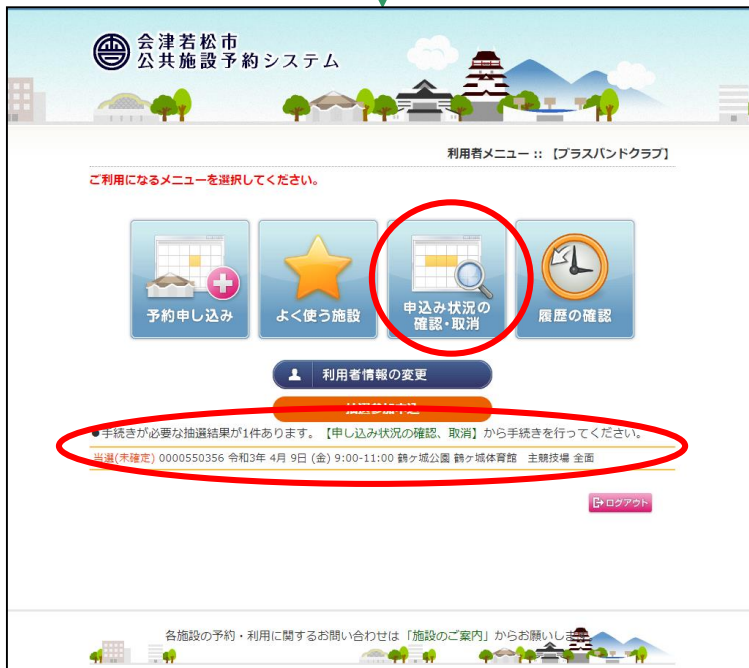 会津若松市
公共施設予約システム
利用者メニュー :: 【ブラスバンドクラブ】
ご利用になるメニューを選択してください。
予約申し込み
よく使う施設
申込み状況の
確認・取消
履歴の確認
利用者情報の変更
抽選参加申込
●手続きが必要な抽選結果が1件あります。【申し込み状況の確認、取消】から手続きを行ってください。
当選(未確定) 0000550356 令和3年 4月 9日 (金) 9:00-11:00 鶴ケ城公園 鶴ケ城体育館 主競技場 全面
ログアウト
各施設の予約・利用に関するお問い合わせは「施設のご案内」からお願いします